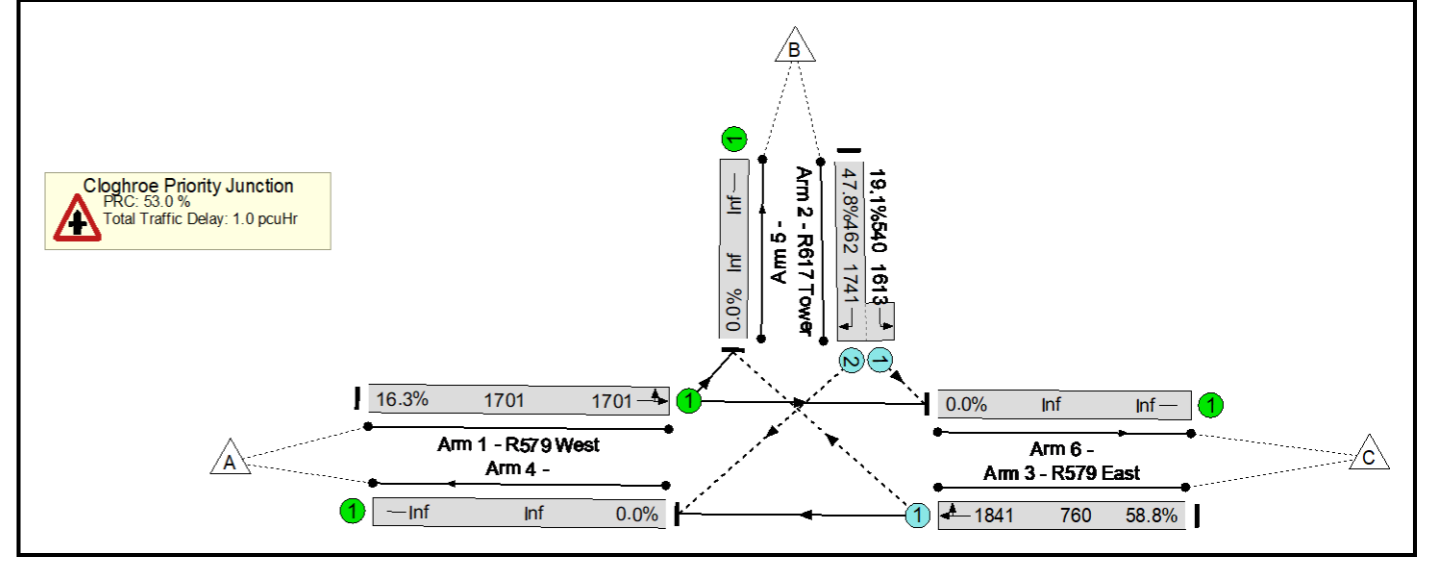 B
Cloghroe Priority Junction
PRC: 53.0 %
Total Traffic Delay: 1.0 pcuHr
1
Inf Inf 0.0%
Arm 5 -
Arm 2 - R617 Tower
47.8% 462 1741
19.1% 540 1613
2 1
16.3% 1701 1701
1
0.0% Inf Inf
1
Arm 1 - R579 West
Arm 4 -
A
Arm 6 -
Arm 3 - R579 East
C
1
Inf Inf 0.0%
1
1841 760 58.8%